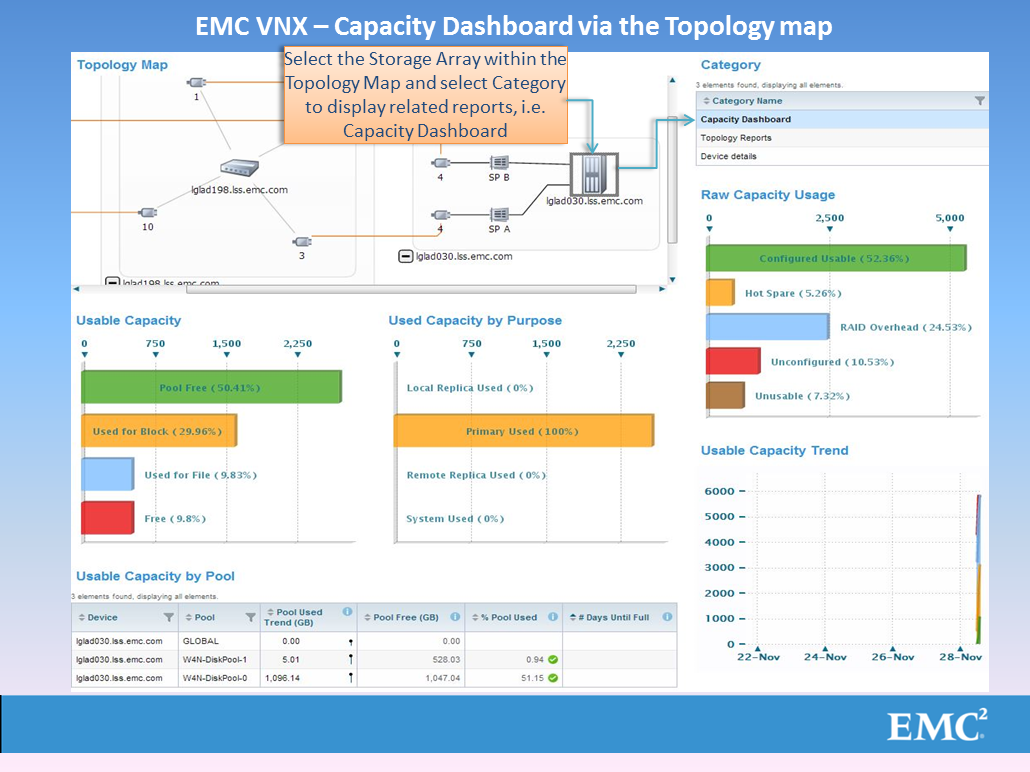 EMC VNX – Capacity Dashboard via the Topology map
Topology Map
Select the Storage Array within the
Topology Map and select Category
to display related reports, i.e.
Capacity Dashboard
1
lglad198.lss.emc.com
10
3
lglad198.lss.emc.com
4
SP B
4
SP A
lglad030.lss.emc.com
lglad030.lss.emc.com
Category
3 elements found, displaying all elements.
Category Name
Capacity Dashboard
Topology Reports
Device details
Raw Capacity Usage
0 2,500 5,000
Configured Usable (52.36%)
Hot Spare (5.26%)
RAID Overhead (24.53%)
Unconfigured (10.53%)
Unusable (7.32%)
Usable Capacity
0 750 1,500 2,250
Pool Free (50.41%)
Used for Block (29.96%)
Used for File (9.83%)
Free (9.8%)
Used Capacity by Purpose
0 750 1,500 2,250
Local Replica Used (0%)
Primary Used (100%)
Remote Replica Used (0%)
System Used (0%)
Usable Capacity Trend
6000
5000
4000
3000
2000
1000
0
22-Nov 24-Nov 26-Nov 28-Nov
Usable Capacity by Pool
3 elements found, displaying all elements.
Device Pool Pool Used Trend (GB) Pool Free (GB) % Pool Used # Days Until Full
lglad030.lss.emc.com GLOBAL 0.00 0.00
lglad030.lss.emc.com W4N-DiskPool-1 5.01 528.03 0.94
lglad030.lss.emc.com W4N-DiskPool-0 1,096.14 1,047.04 51.15
EMC²